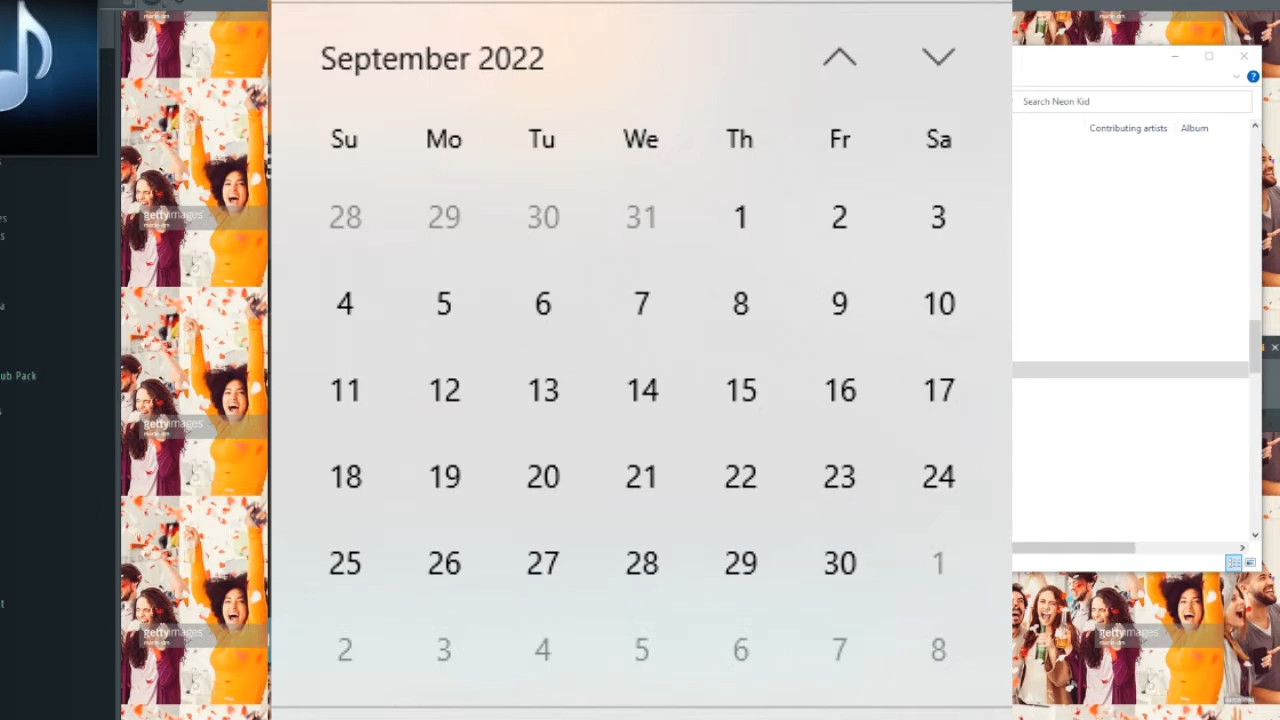 September 2022
Su Mo Tu We Th Fr Sa
28 29 30 31 1 2 3
4 5 6 7 8 9 10
11 12 13 14 15 16 17
18 19 20 21 22 23 24
25 26 27 28 29 30 1
2 3 4 5 6 7 8
Search Neon Kid
Contributing artists Album
ub Pack
gettyimages
gettyimages
gettyimages
gettyimages